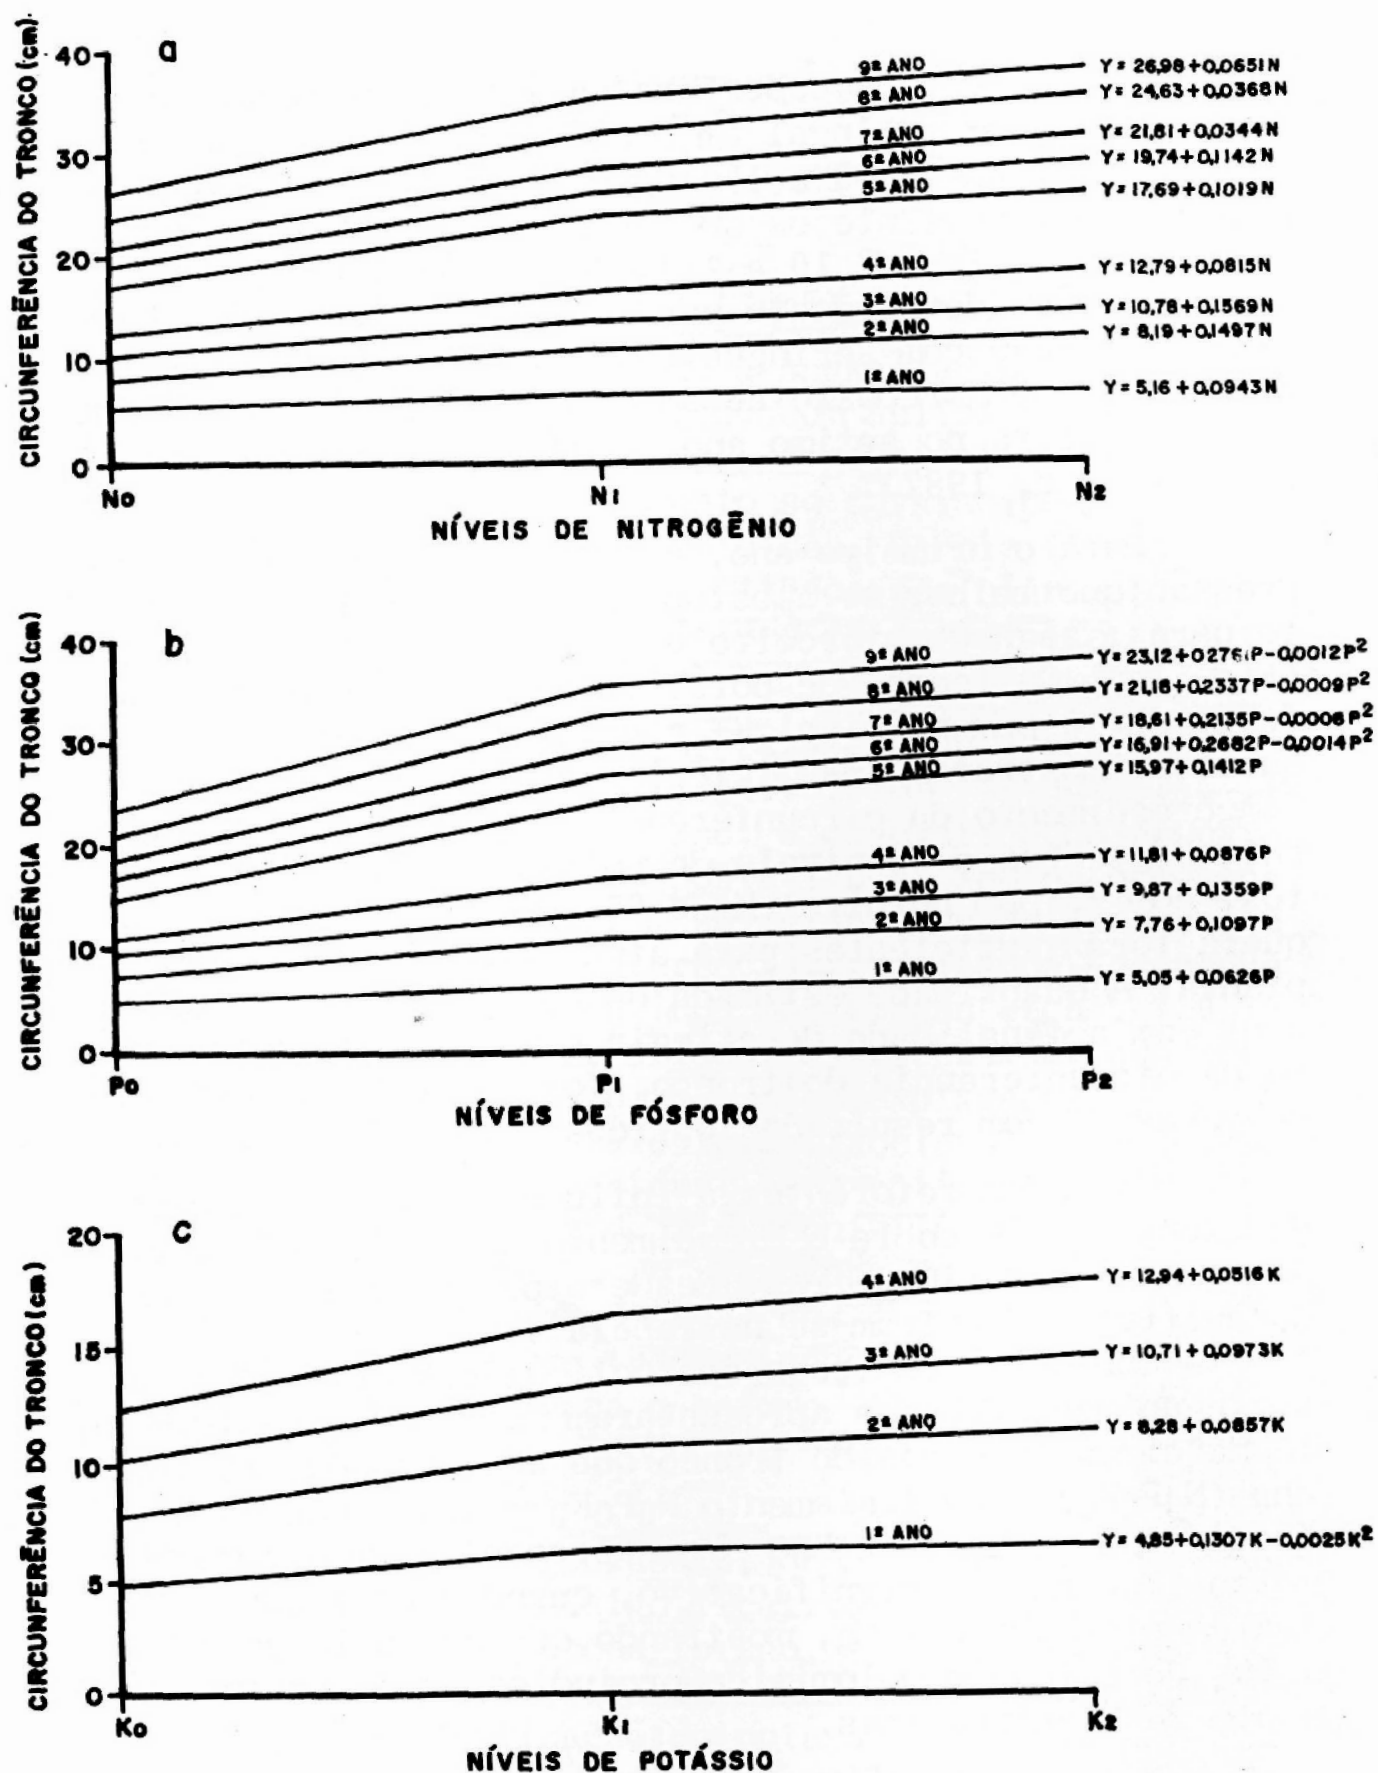 a
CIRCUNFERÊNCIA DO TRONCO (cm)
40
30
20
10
0
9º ANO Y= 26,98+0,0651N
8º ANO Y= 24,63+0,0368N
7º ANO Y= 21,81+0,0344N
6º ANO Y= 19,74+0,1142N
5º ANO Y= 17,69+0,1019N
4º ANO Y= 12,79+0,0815N
3º ANO Y= 10,78+0,1569N
2º ANO Y= 8,19+0,1497N
1º ANO Y= 5,16+0,0943N
N0 N1 N2
NÍVEIS DE NITROGÊNIO
b
CIRCUNFERÊNCIA DO TRONCO (cm)
40
30
20
10
0
9º ANO Y= 23,12+0,2761P-0,0012P²
8º ANO Y= 21,18+0,2337P-0,0009P²
7º ANO Y= 18,61+0,2135P-0,0008P²
6º ANO Y= 16,91+0,2682P-0,0014P²
5º ANO Y= 15,97+0,1412P
4º ANO Y= 11,81+0,0876P
3º ANO Y= 9,87+0,1359P
2º ANO Y= 7,76+0,1097P
1º ANO Y= 5,05+0,0626P
P0 P1 P2
NÍVEIS DE FÓSFORO
c
CIRCUNFERÊNCIA DO TRONCO (cm)
20
15
10
5
0
4º ANO Y= 12,94+0,0516K
3º ANO Y= 10,71+0,0973K
2º ANO Y= 8,28+0,0857K
1º ANO Y= 4,85+0,1307K-0,0025K²
K0 K1 K2
NÍVEIS DE POTÁSSIO